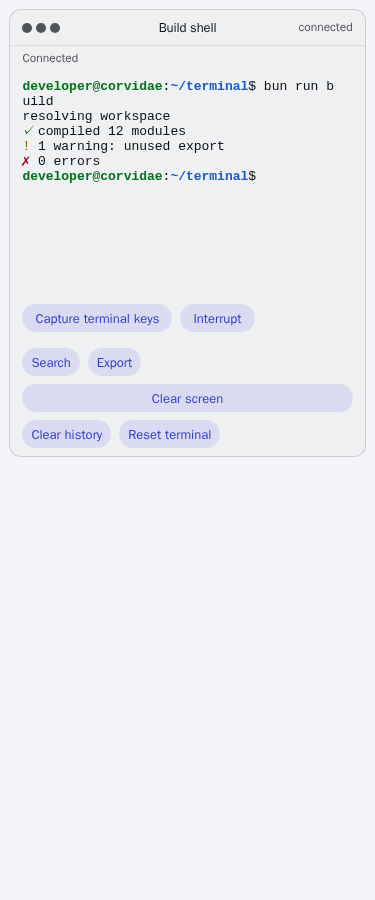 Build shell
connected
Connected
developer@corvidae:~/terminal$ bun run b
uild
resolving workspace
✓ compiled 12 modules
! 1 warning: unused export
✗ 0 errors
developer@corvidae:~/terminal$
Capture terminal keys
Interrupt
Search
Export
Clear screen
Clear history
Reset terminal